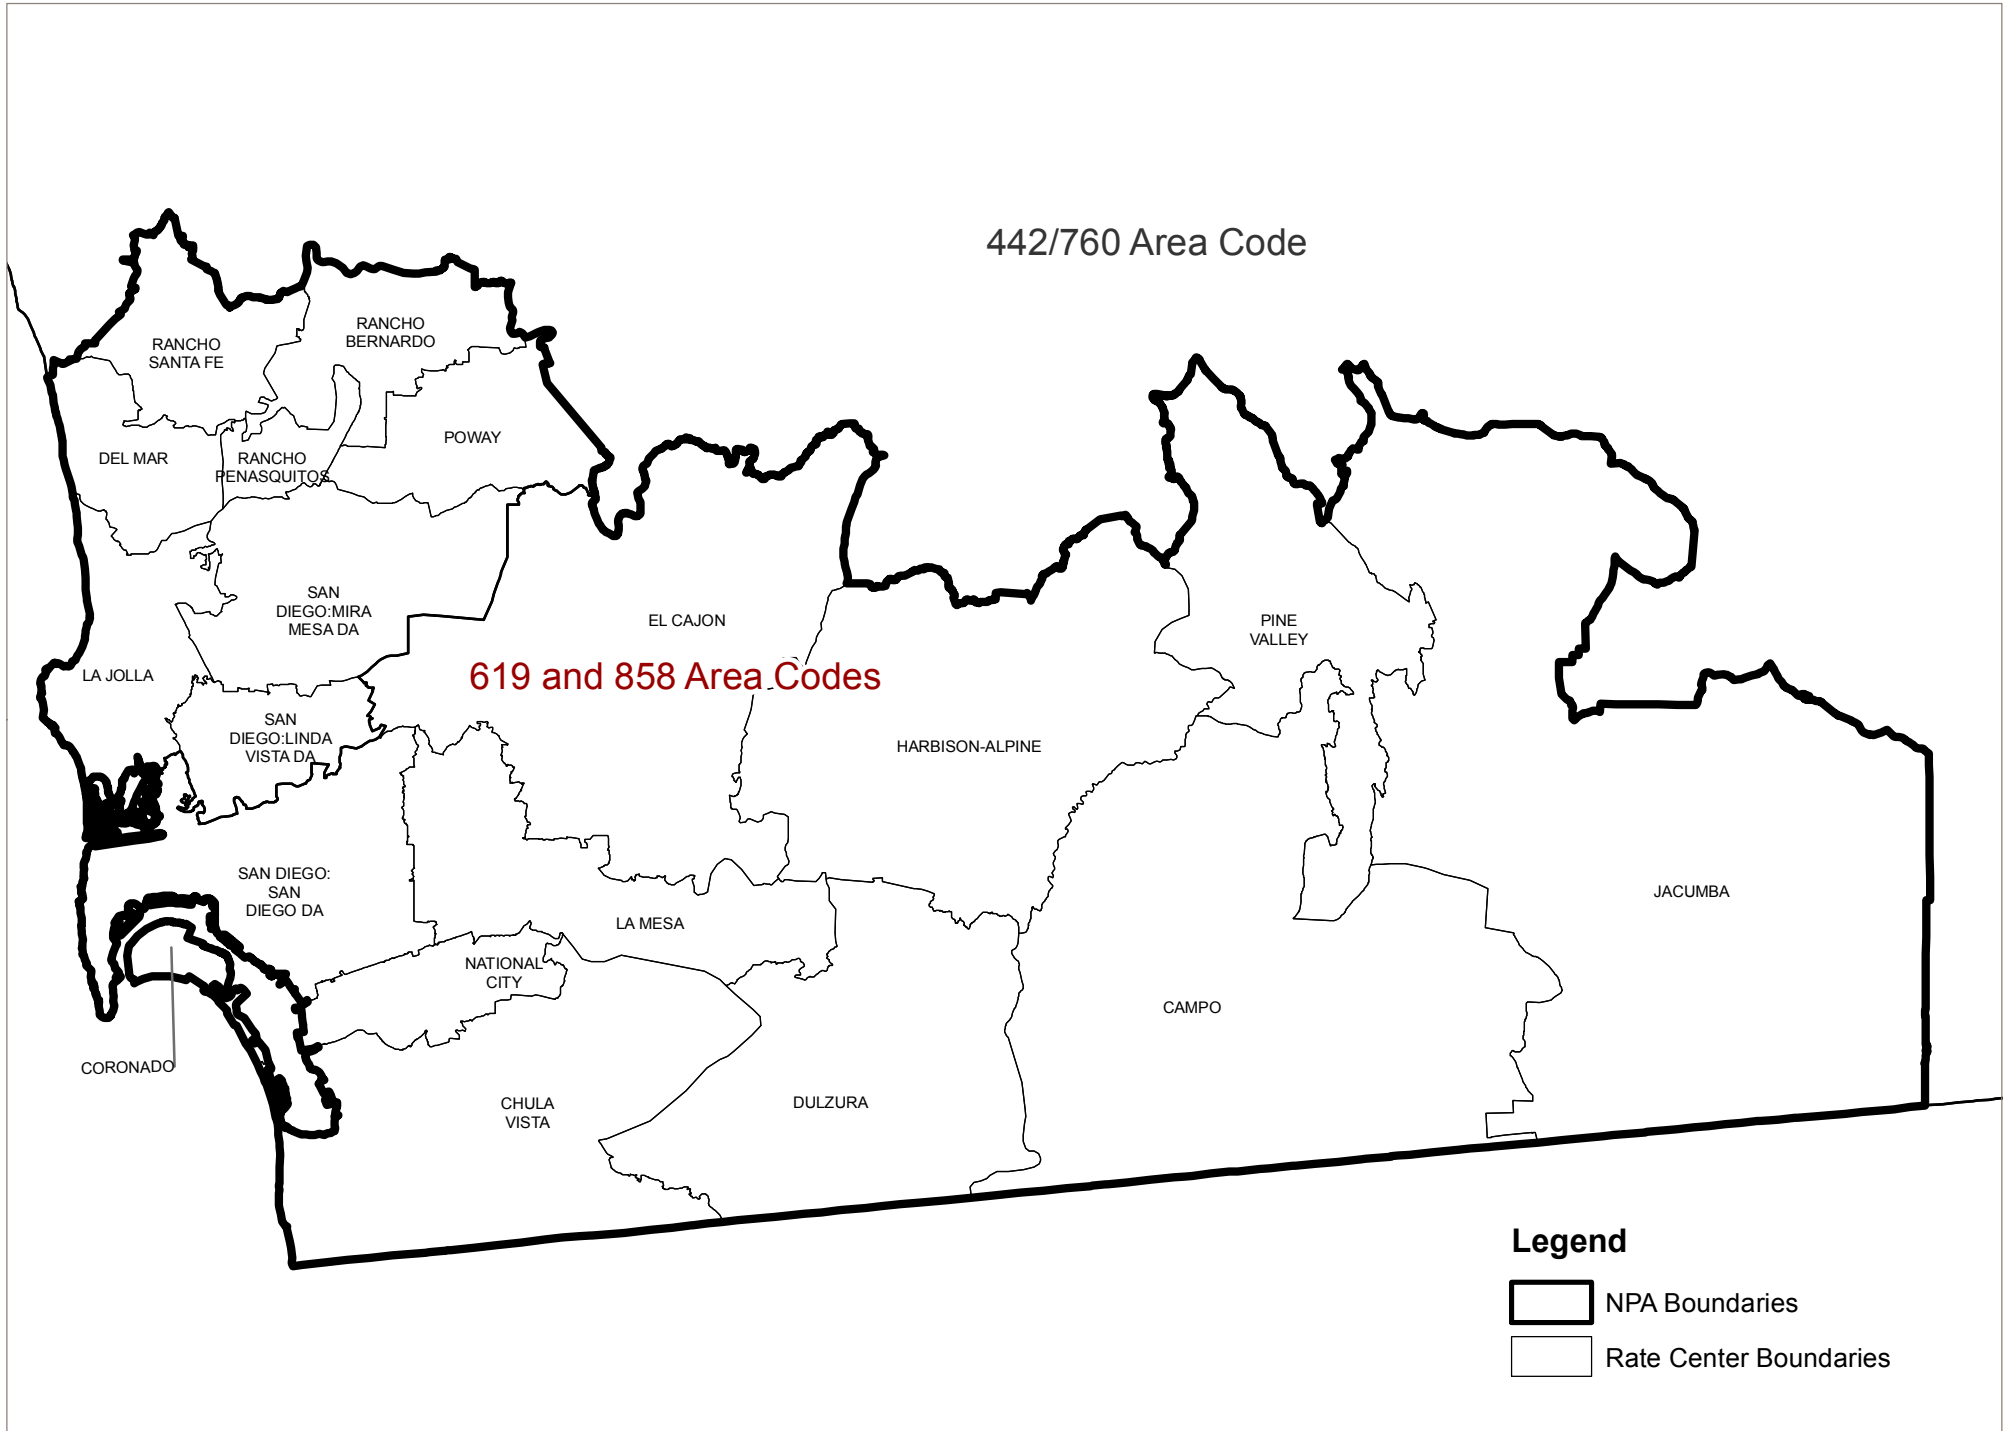 442/760 Area Code
RANCHO
BERNARDO
RANCHO
SANTA FE
POWAY
DEL MAR
RANCHO
PENASQUITOS
SAN
DIEGO:MIRA
MESA DA
EL CAJON
PINE
VALLEY
619 and 858 Area Codes
LA JOLLA
SAN
DIEGO:LINDA
VISTA DA
HARBISON-ALPINE
SAN DIEGO:
SAN
DIEGO DA
JACUMBA
LA MESA
NATIONAL
CITY
CAMPO
CORONADO
CHULA
VISTA
DULZURA
Legend
NPA Boundaries
Rate Center Boundaries